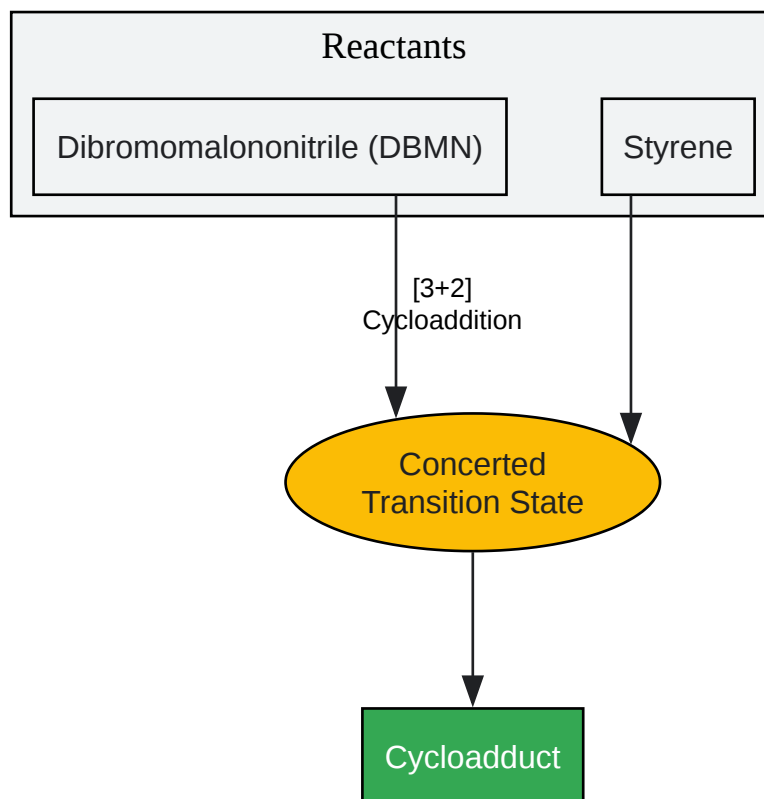 Reactants
Dibromomalononitrile (DBMN)
Styrene
[3+2]
Cycloaddition
Concerted
Transition State
Cycloadduct